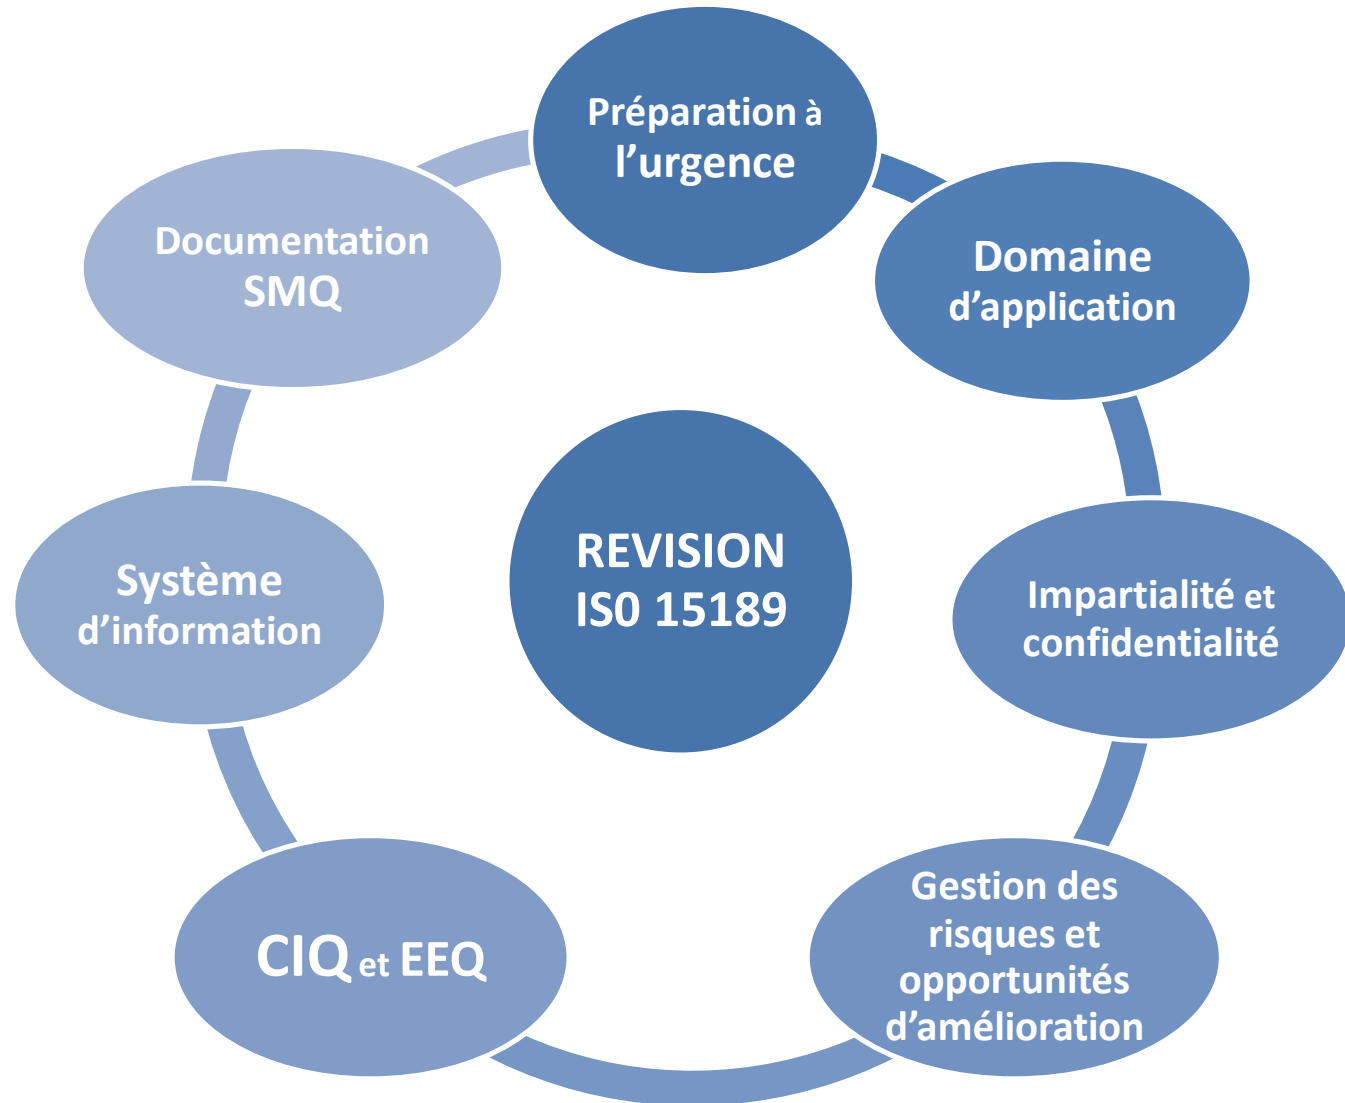 Préparation à
l’urgence
Domaine
d’application
Impartialité et
confidentialité
Gestion des
risques et
opportunités
d’amélioration
CIQ et EEQ
Système
d’information
Documentation
SMQ
REVISION
IS0 15189